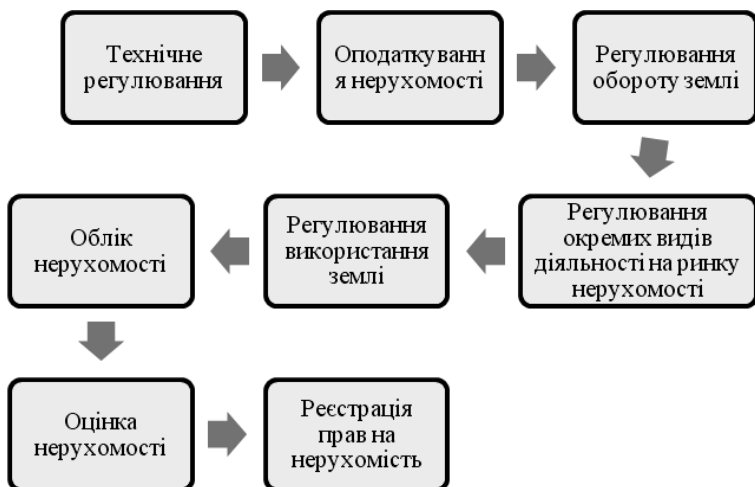 Технічне
регулювання
Оподаткуванн
я нерухомості
Регулювання
обороту землі
Регулювання
окремих видів
діяльності на ринку
нерухомості
Регулювання
використання
землі
Облік
нерухомості
Оцінка
нерухомості
Реєстрація
прав на
нерухомість